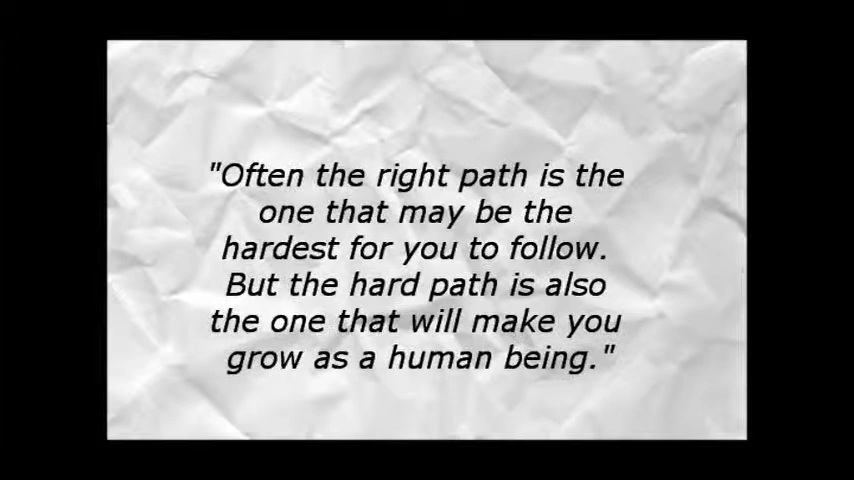 "Often the right path is the
one that may be the
hardest for you to follow.
But the hard path is also
the one that will make you
grow as a human being."